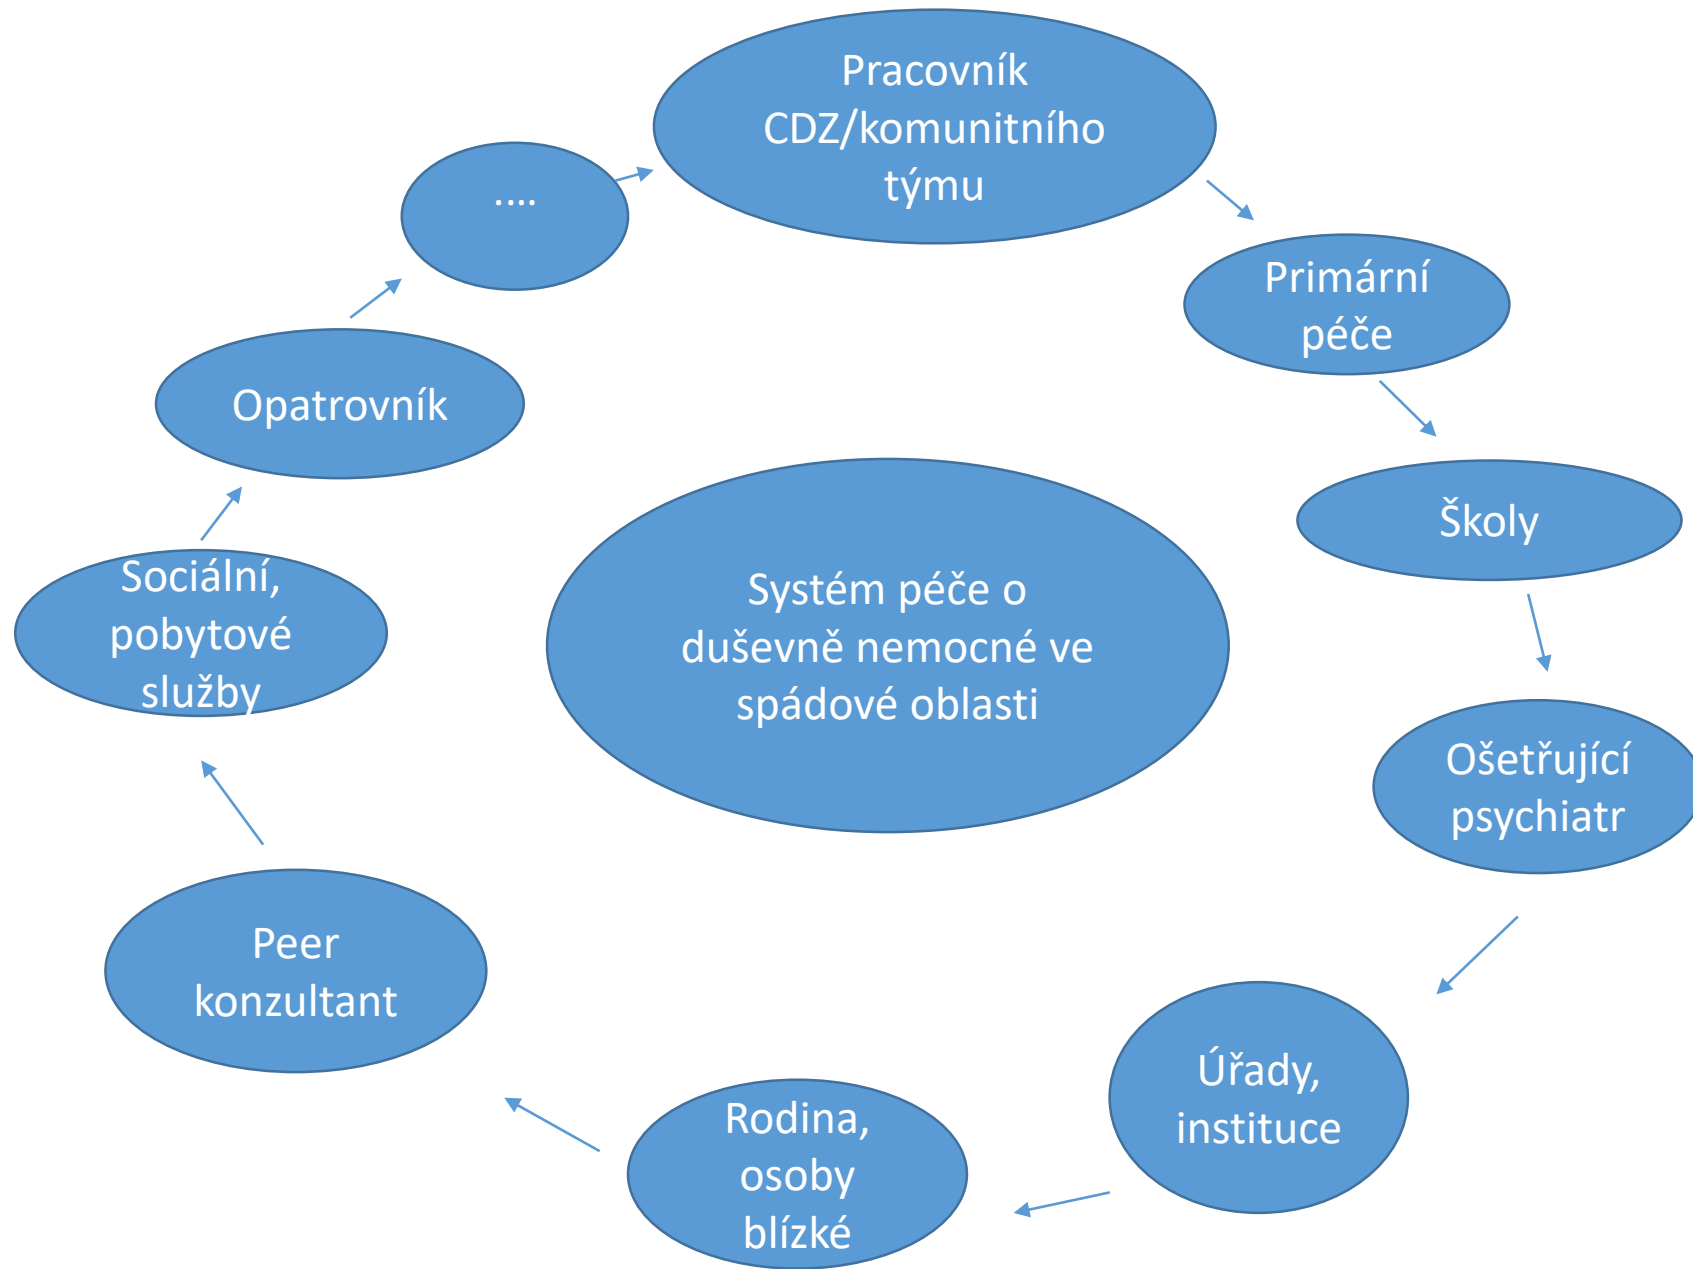 Pracovník
CDZ/komunitního
týmu
.…
Primární
péče
Opatrovník
Školy
Systém péče o
duševně nemocné ve
spádové oblasti
Sociální,
pobytové
služby
Ošetřující
psychiatr
Peer
konzultant
Úřady,
instituce
Rodina,
osoby
blízké